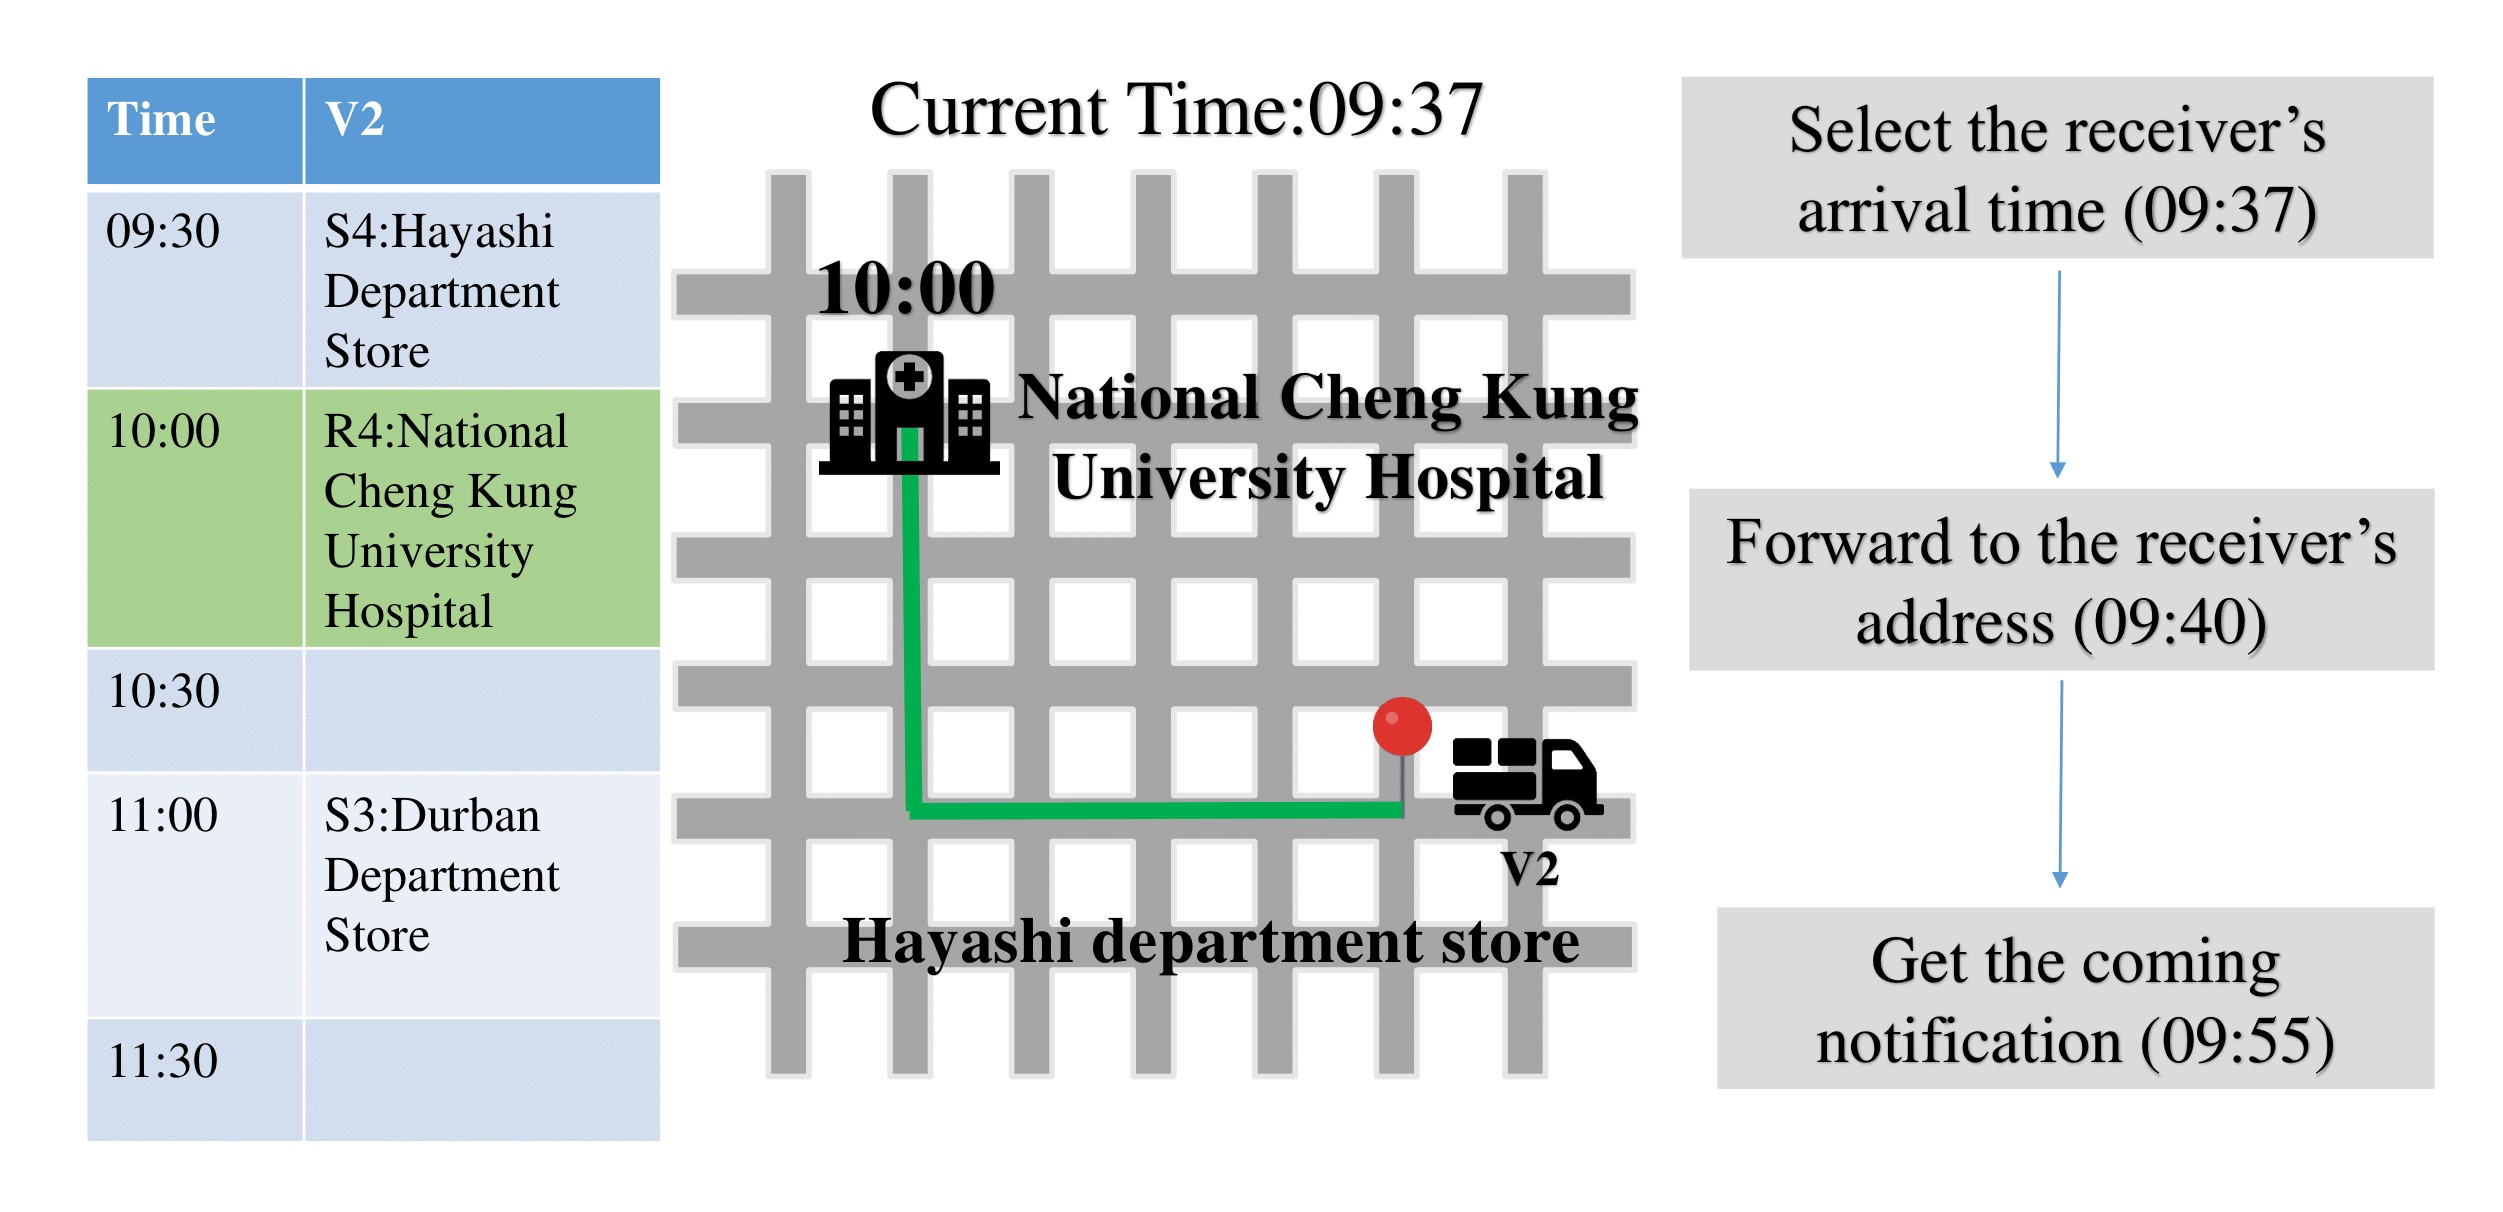 Time
V2
09:30
S4:Hayashi
Department
Store
10:00
R4:National
Cheng Kung
University
Hospital
10:30
11:00
S3:Durban
Department
Store
11:30
Current Time:09:37
10:00
National Cheng Kung
University Hospital
V2
Hayashi department store
Select the receiver’s
arrival time (09:37)
Forward to the receiver’s
address (09:40)
Get the coming
notification (09:55)